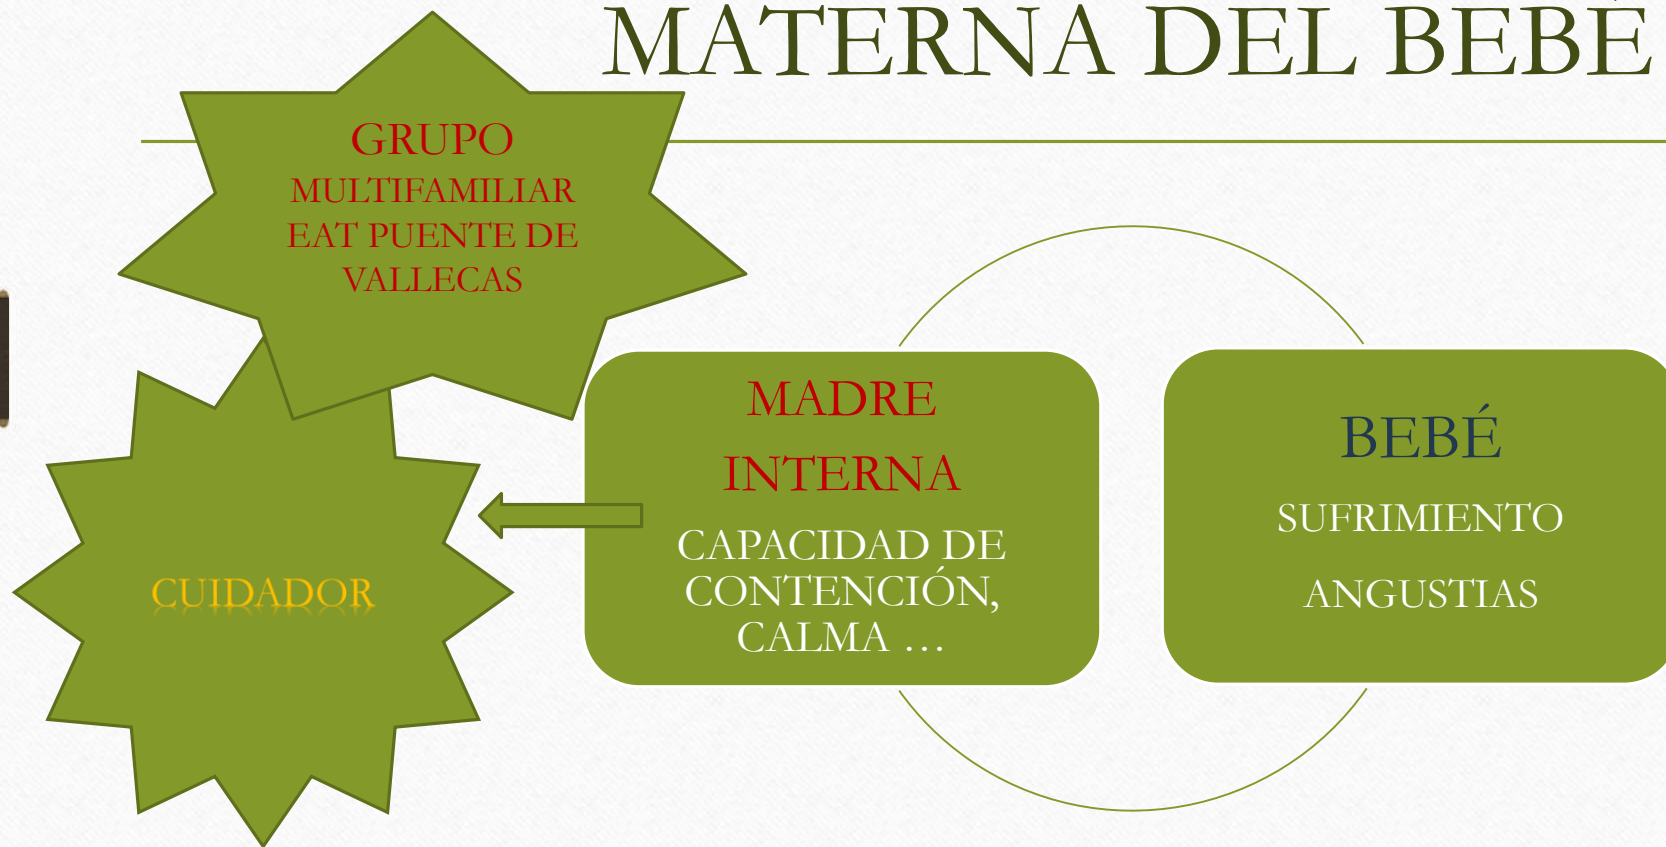 MATERNA DEL BEBÉ
GRUPO
MULTIFAMILIAR
EAT PUENTE DE
VALLECAS
CUIDADOR
MADRE
INTERNA
CAPACIDAD DE
CONTENCIÓN,
CALMA …
BEBÉ
SUFRIMIENTO
ANGUSTIAS